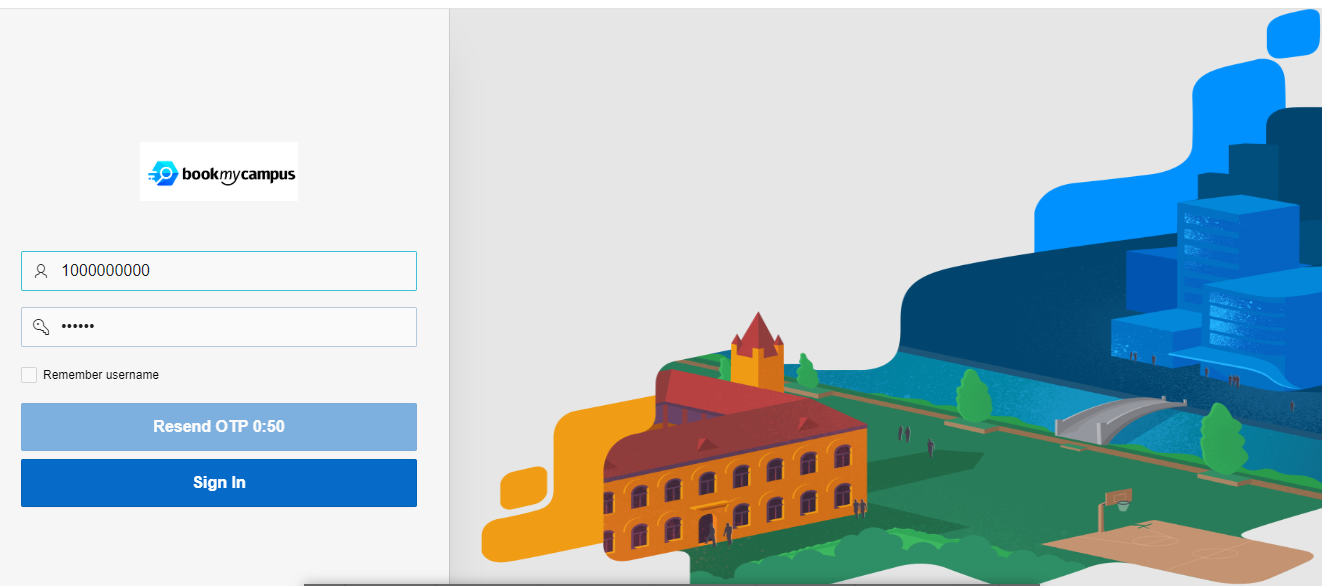 bookmycampus
1000000000
••••••
Remember username
Resend OTP 0:50
Sign In